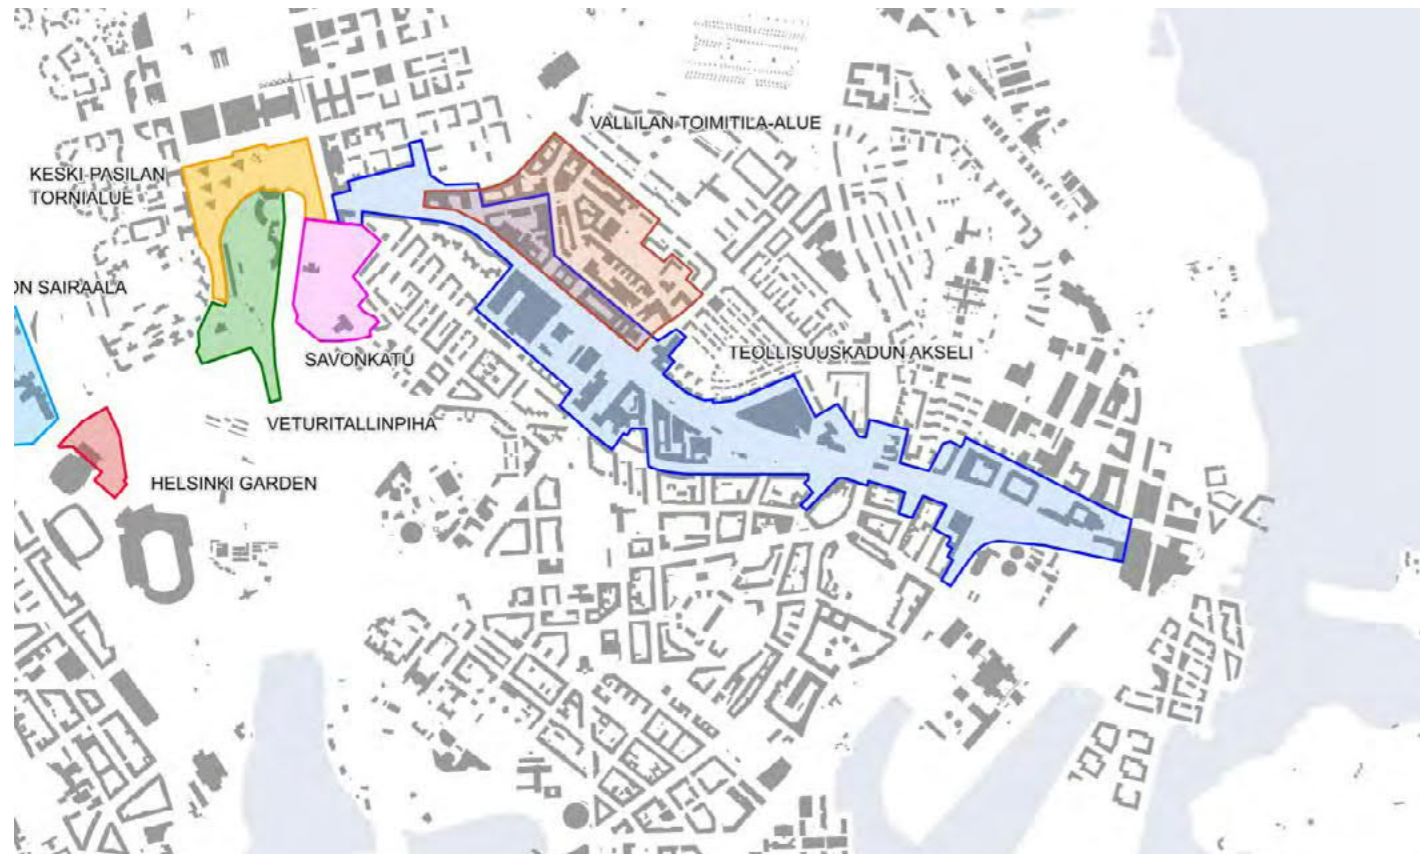 VALLILAN TOIMITILA-ALUE
KESKI-PASILAN
TORNIALUE
ON SAIRAALA
SAVONKATU
TEOLLISUUSKADUN AKSELI
VETURITALLINPIHA
HELSINKI GARDEN